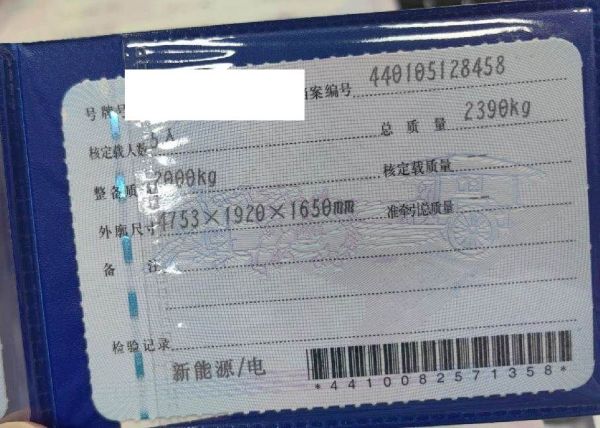 号牌号 档案编号 440105128458
核定载人数 5人 总质量 2390kg
整备质 2000kg 核定载质量
外廓尺寸 4753×1920×1650mm 准牵引总质量 —
备注
检验记录
新能源/电
*4410082571358*